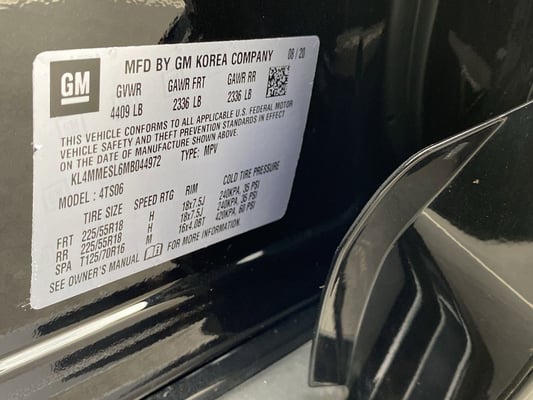 GM
MFD BY GM KOREA COMPANY 08/20
GVWR GAWR FRT GAWR RR
4409 LB 2336 LB 2336 LB
THIS VEHICLE CONFORMS TO ALL APPLICABLE U.S. FEDERAL MOTOR
VEHICLE SAFETY AND THEFT PREVENTION STANDARDS IN EFFECT
ON THE DATE OF MANUFACTURE SHOWN ABOVE.
KL4MMESL6MB044972 TYPE: MPV
MODEL: 4TS06
TIRE SIZE SPEED RTG RIM COLD TIRE PRESSURE
FRT 225/55R18 H 18x7.5J 240KPA, 35 PSI
RR 225/55R18 H 18x7.5J 240KPA, 35 PSI
SPA T125/70R16 M 16x4.0BT 420KPA, 60 PSI
SEE OWNER'S MANUAL FOR MORE INFORMATION.